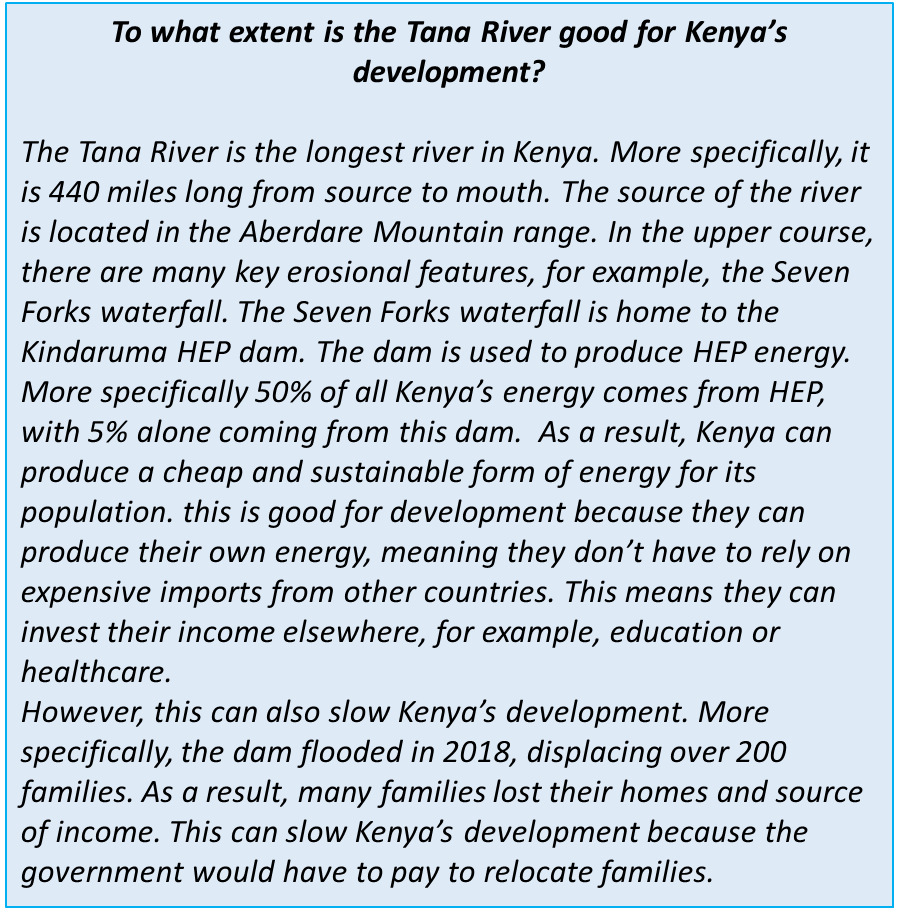 To what extent is the Tana River good for Kenya’s
development?
The Tana River is the longest river in Kenya. More specifically, it
is 440 miles long from source to mouth. The source of the river
is located in the Aberdare Mountain range. In the upper course,
there are many key erosional features, for example, the Seven
Forks waterfall. The Seven Forks waterfall is home to the
Kindaruma HEP dam. The dam is used to produce HEP energy.
More specifically 50% of all Kenya’s energy comes from HEP,
with 5% alone coming from this dam.  As a result, Kenya can
produce a cheap and sustainable form of energy for its
population. this is good for development because they can
produce their own energy, meaning they don’t have to rely on
expensive imports from other countries. This means they can
invest their income elsewhere, for example, education or
healthcare.
However, this can also slow Kenya’s development. More
specifically, the dam flooded in 2018, displacing over 200
families. As a result, many families lost their homes and source
of income. This can slow Kenya’s development because the
government would have to pay to relocate families.